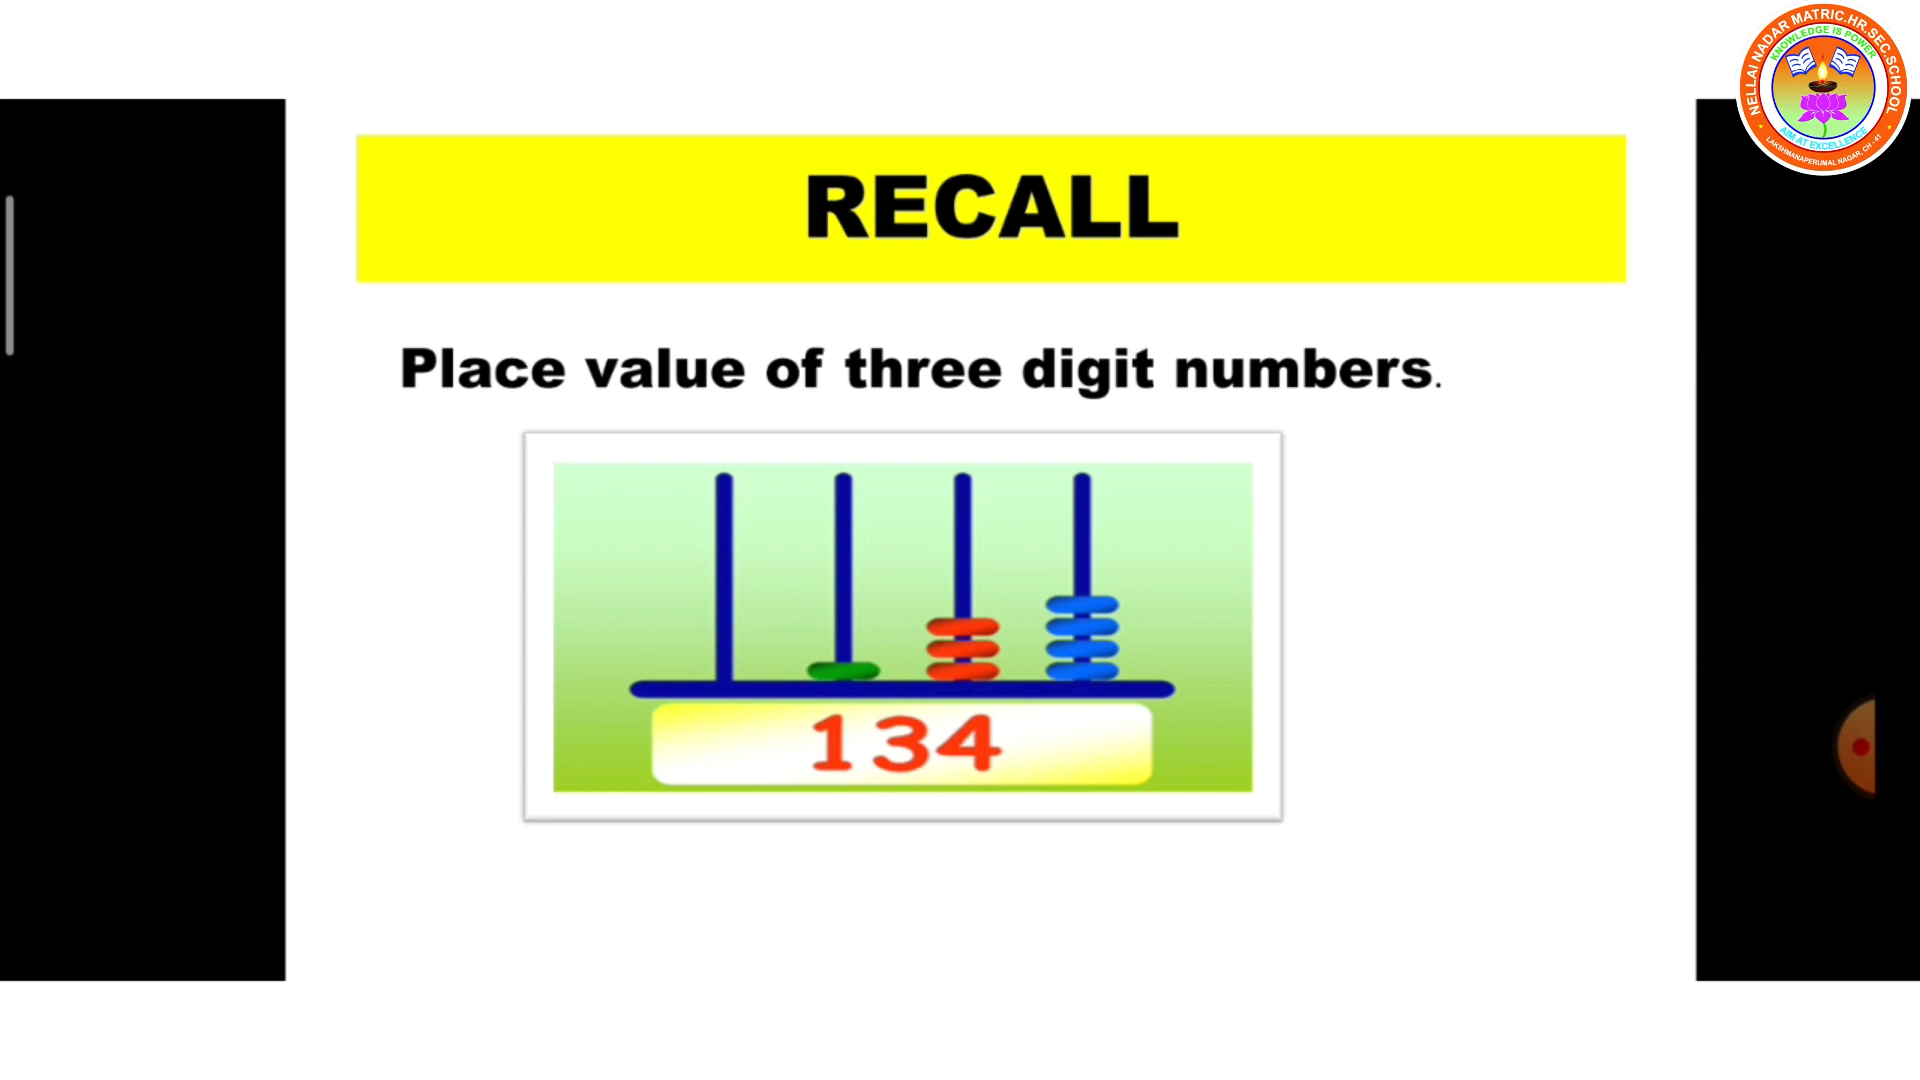 NELLAI NADAR MATRIC.HR.SEC.SCHOOL
KNOWLEDGE IS POWER
AIM AT EXCELLENCE
LAKSHMANAPERUMAL NAGAR, CH - 41
RECALL
Place value of three digit numbers.
134